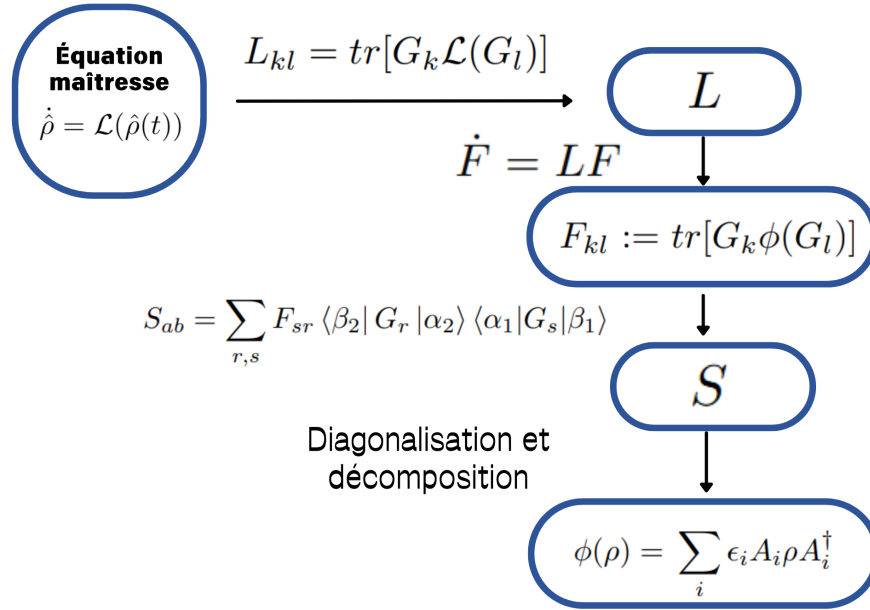 Équation
maîtresse
$\dot{\hat{\rho}} = \mathcal{L}(\hat{\rho}(t))$
$L_{kl} = tr[G_k \mathcal{L}(G_l)]$
$L$
$\dot{F} = LF$
$F_{kl} := tr[G_k \phi(G_l)]$
$S_{ab} = \sum_{r,s} F_{sr} \langle \beta_2 | G_r | \alpha_2 \rangle \langle \alpha_1 | G_s | \beta_1 \rangle$
$S$
Diagonalisation et
décomposition
$\phi(\rho) = \sum_i \epsilon_i A_i \rho A_i^\dagger$